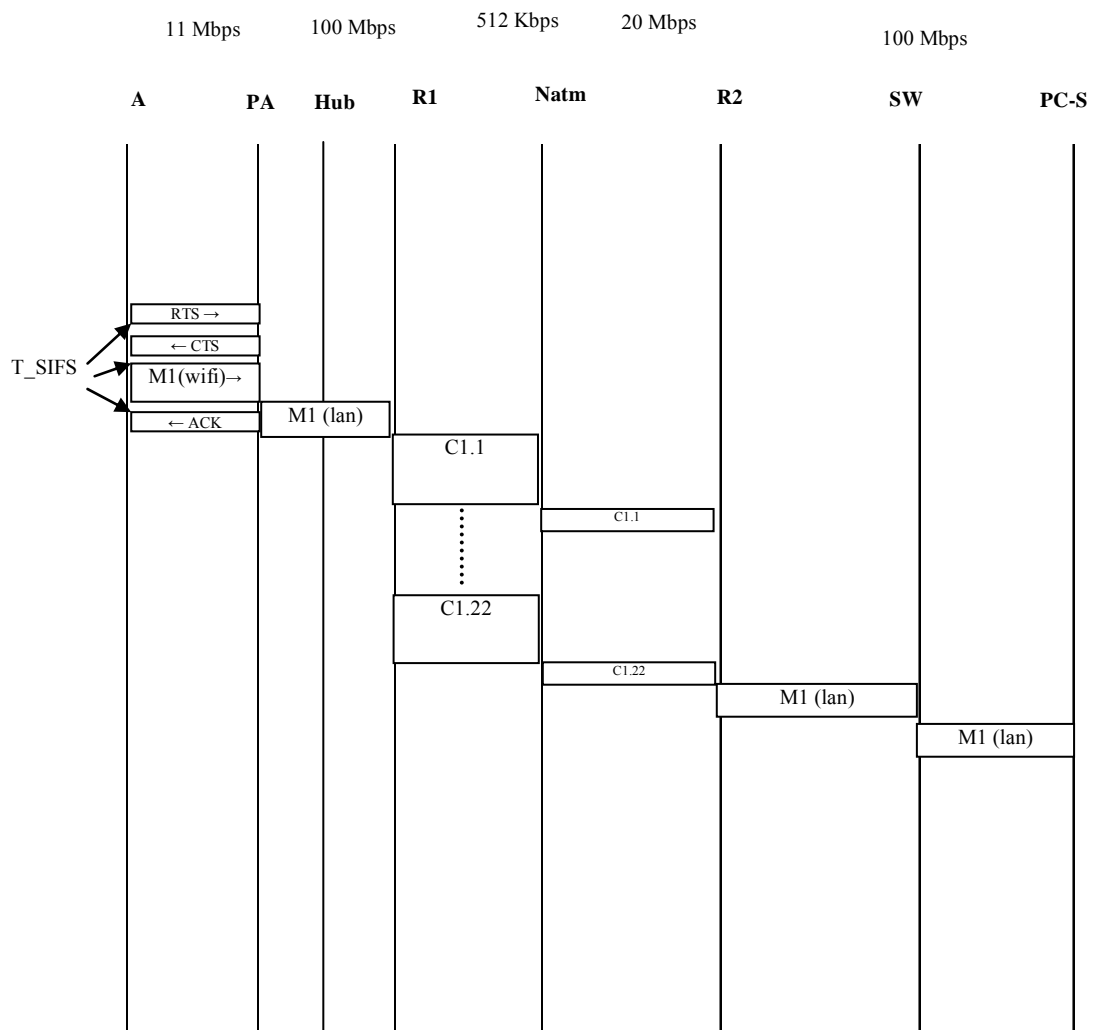 11 Mbps 100 Mbps 512 Kbps 20 Mbps 100 Mbps
A PA Hub R1 Natm R2 SW PC-S
RTS →
T_SIFS
← CTS
M1(wifi)→
← ACK
M1 (lan)
C1.1
C1.1
C1.22
C1.22
M1 (lan)
M1 (lan)